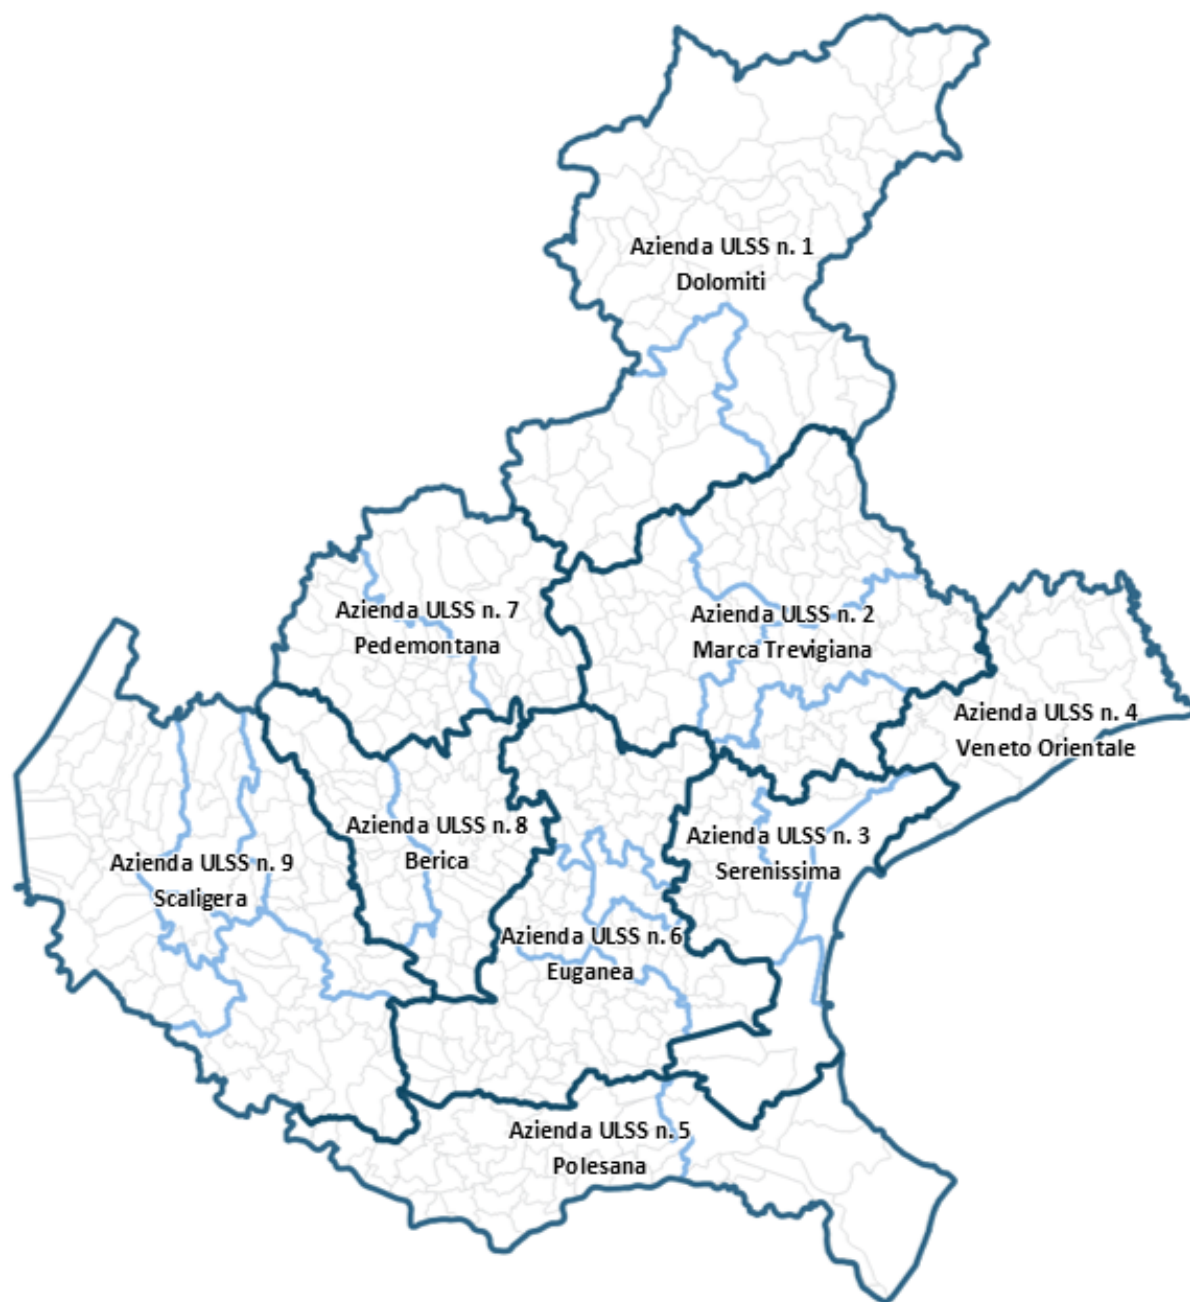 Azienda ULSS n. 1
Dolomiti
Azienda ULSS n. 7
Pedemontana
Azienda ULSS n. 2
Marca Trevigiana
Azienda ULSS n. 4
Veneto Orientale
Azienda ULSS n. 8
Berica
Azienda ULSS n. 3
Serenissima
Azienda ULSS n. 9
Scaligera
Azienda ULSS n. 6
Euganea
Azienda ULSS n. 5
Polesana